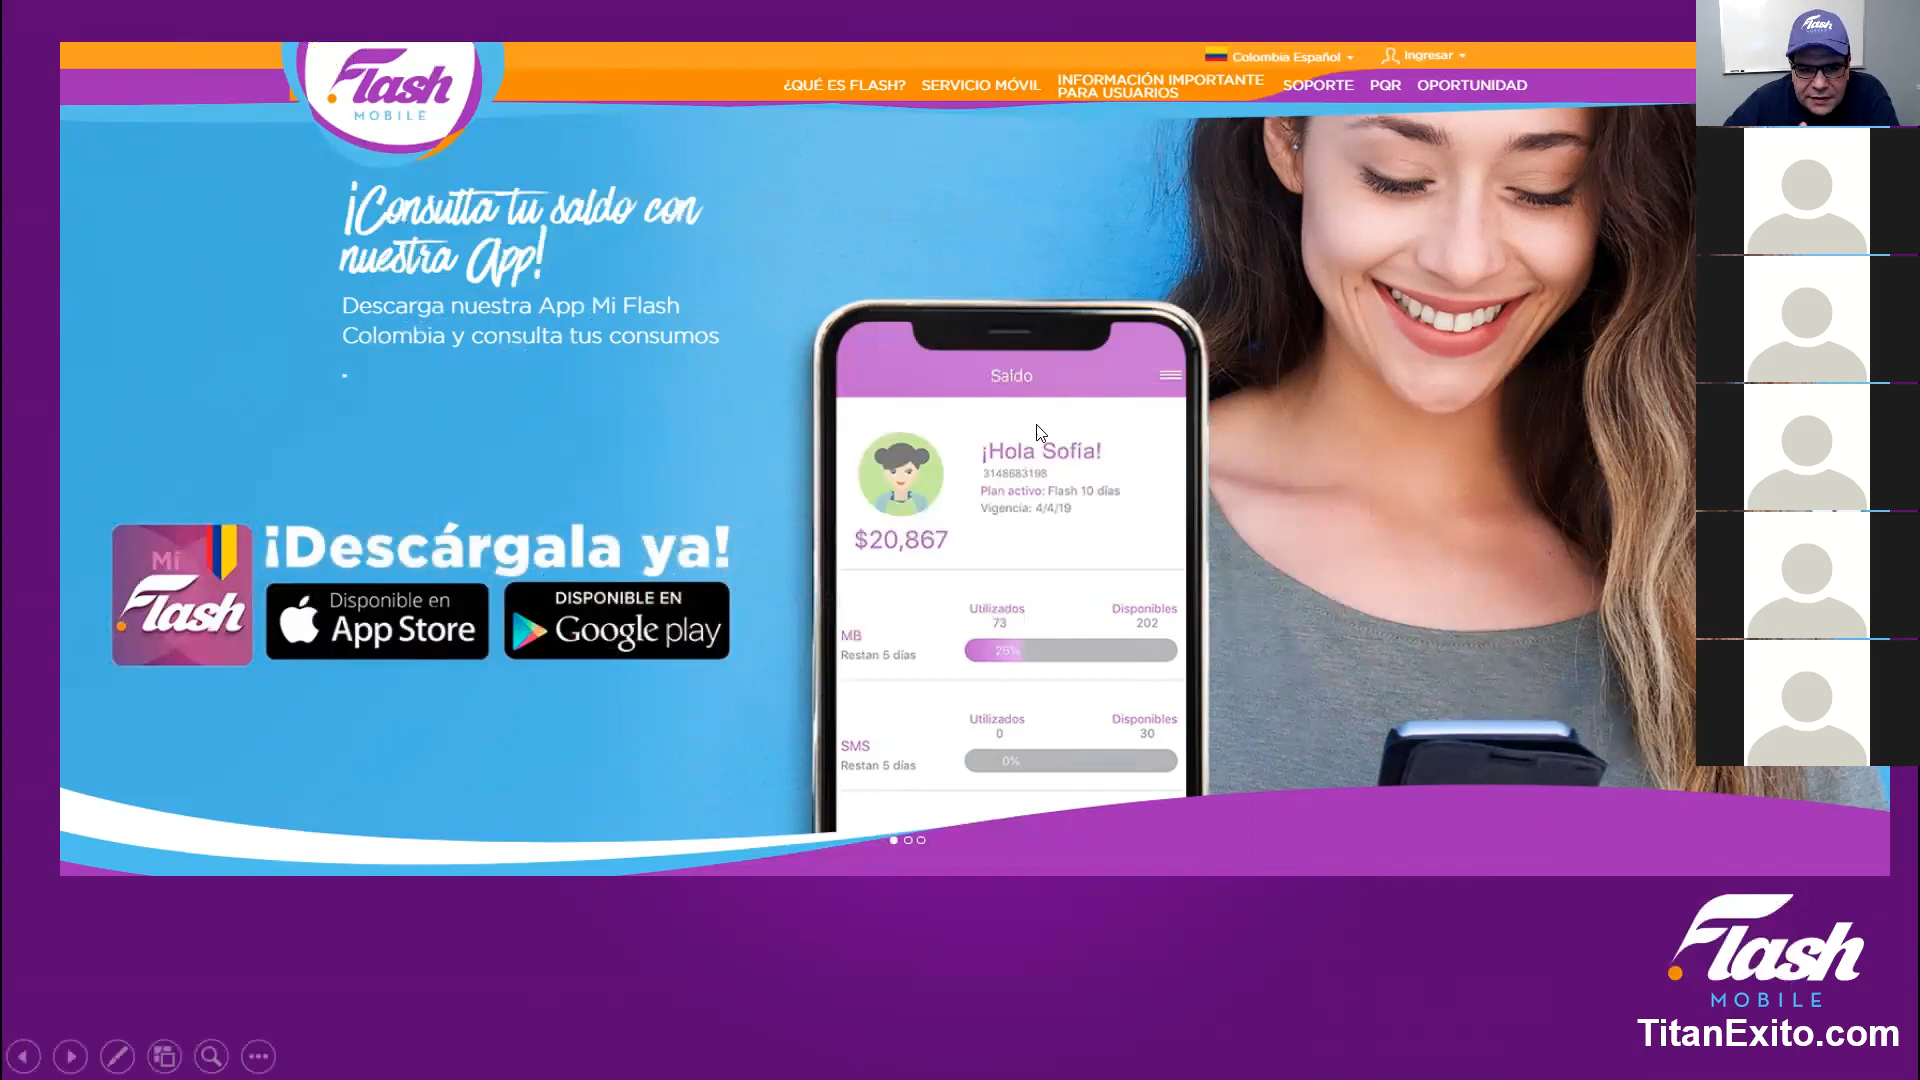 Flash
MOBILE
Colombia Español
Ingresar
¿QUÉ ES FLASH?
SERVICIO MÓVIL
INFORMACIÓN IMPORTANTE
PARA USUARIOS
SOPORTE
PQR
OPORTUNIDAD
Flash
¡Consulta tu saldo con
nuestra App!
Descarga nuestra App Mi Flash
Colombia y consulta tus consumos
.
Mi
Flash
¡Descárgala ya!
Disponible en
App Store
DISPONIBLE EN
Google play
Saldo
¡Hola Sofía!
3148683198
Plan activo: Flash 10 días
Vigencia: 4/4/19
$20,867
Utilizados
73
Disponibles
202
MB
Restan 5 días
26%
Utilizados
0
Disponibles
30
SMS
Restan 5 días
0%
Flash
MOBILE
TitanExito.com